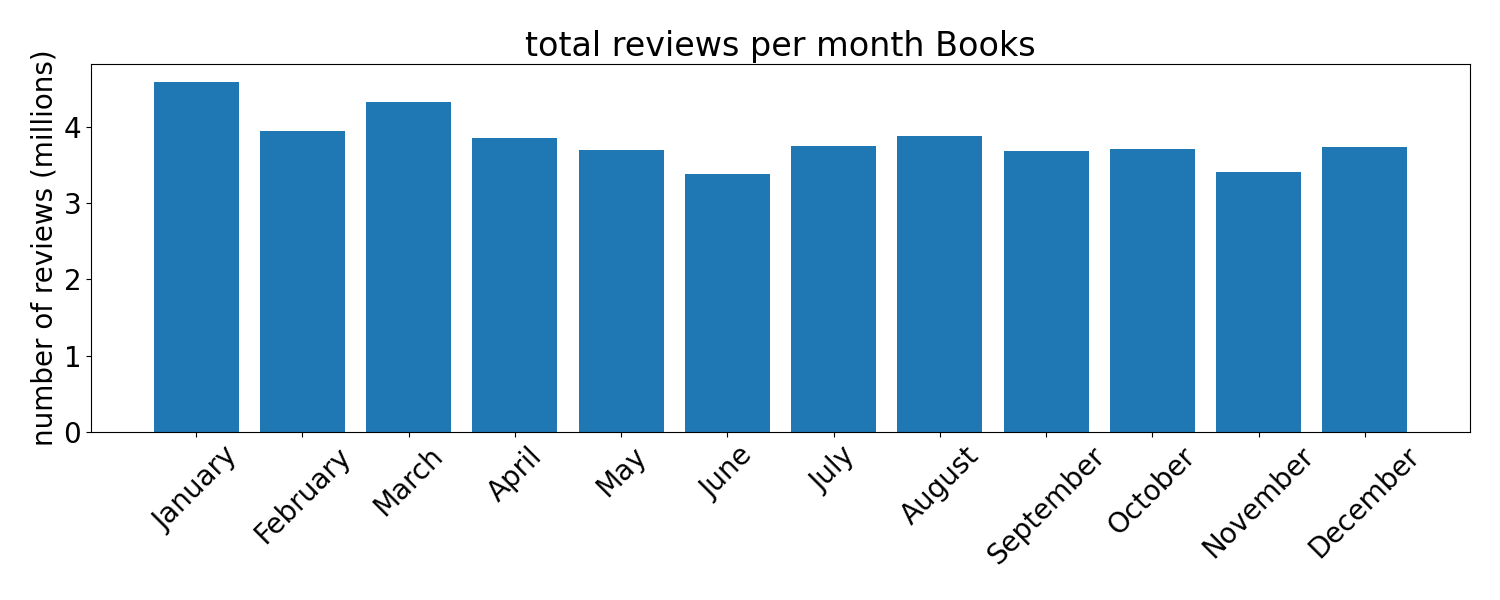 total reviews per month Books
number of reviews (millions)
4
3
2
1
0
January
February
March
April
May
June
July
August
September
October
November
December